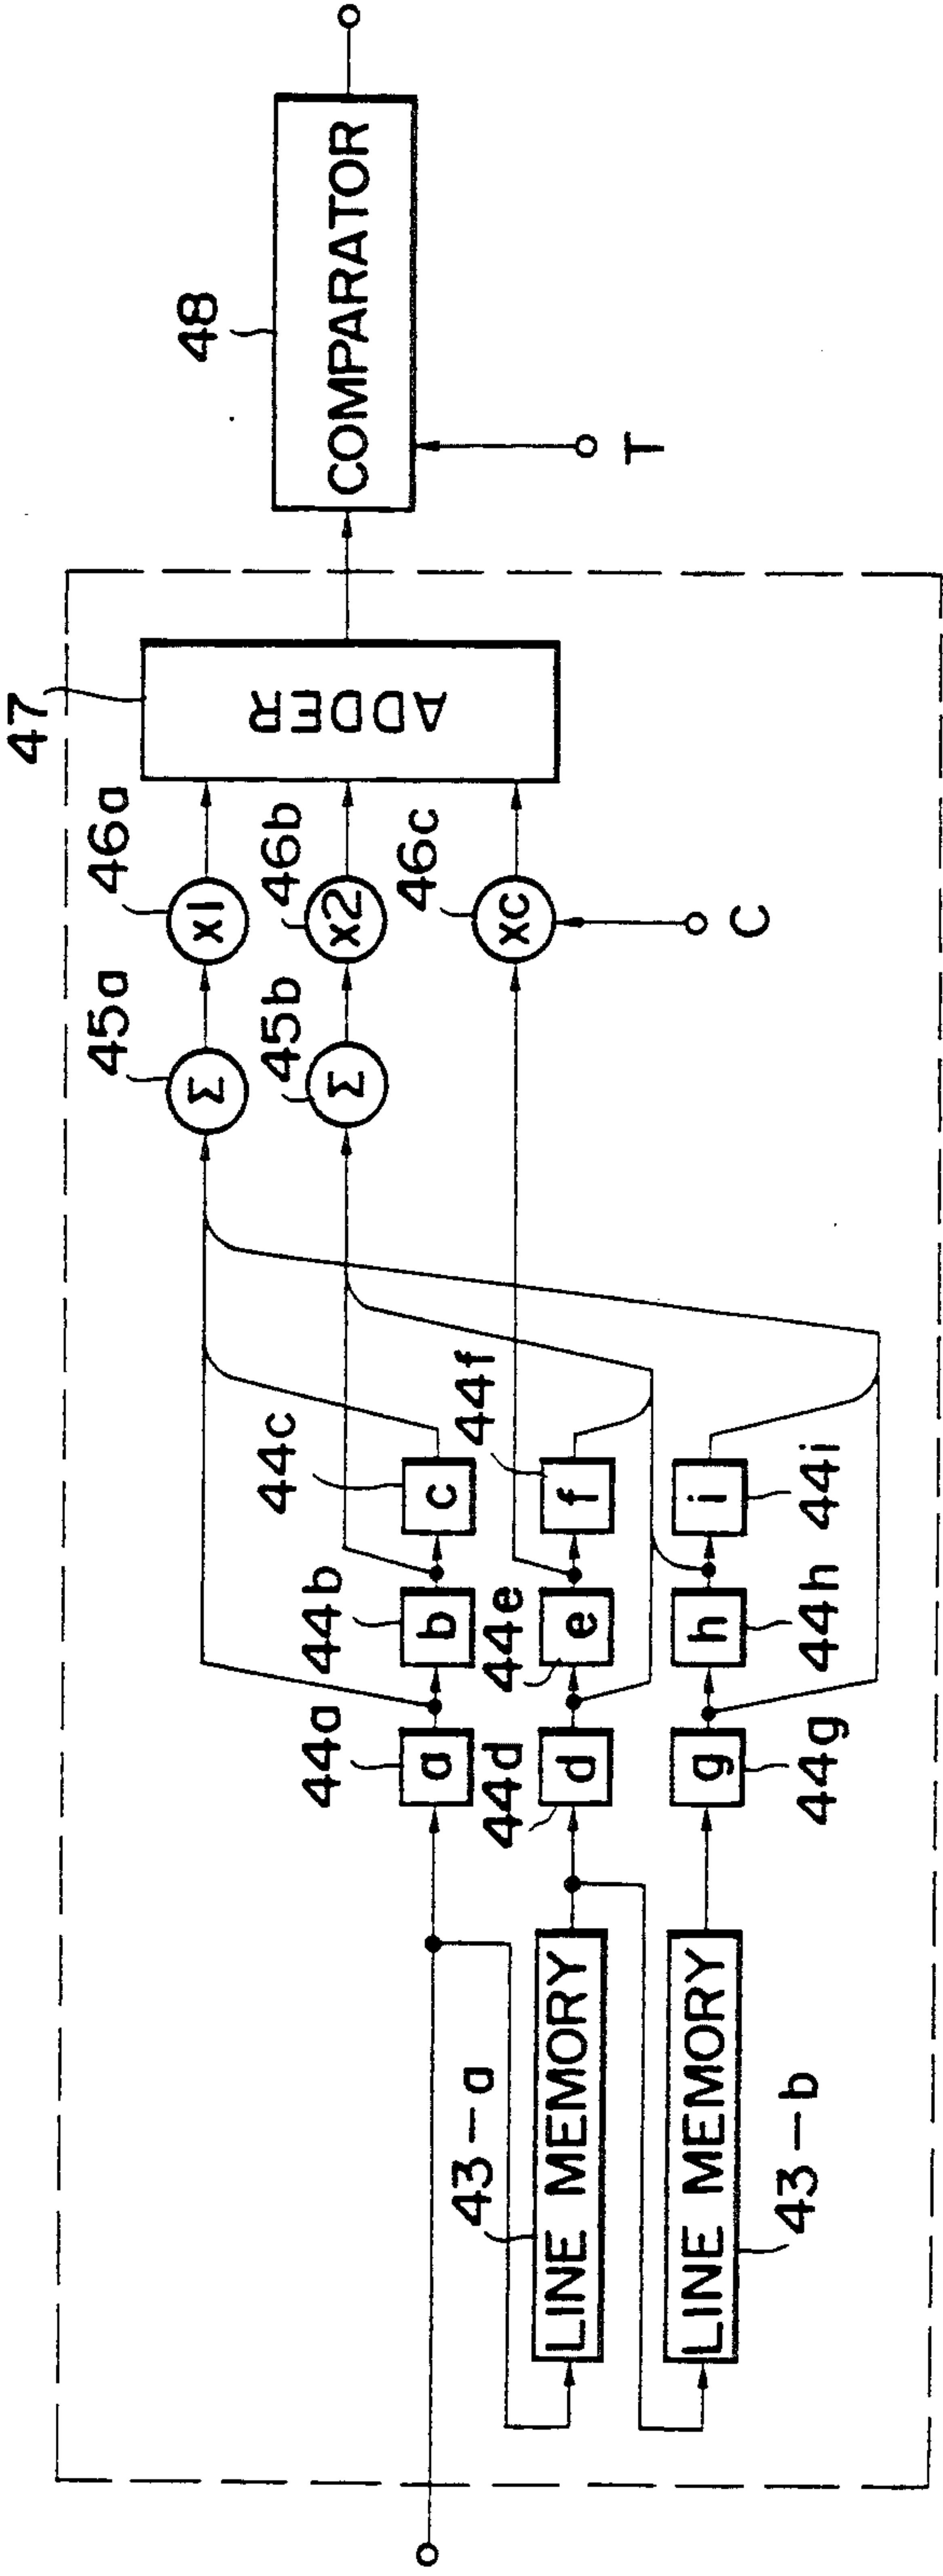 48
COMPARATOR
T
47
ADDER
46a
x1
46b
x2
46c
xc
C
45a
Σ
45b
Σ
44a
a
44b
b
44c
c
44d
d
44e
e
44f
f
44g
g
44h
h
44i
i
43-a
LINE MEMORY
LINE MEMORY
43-b